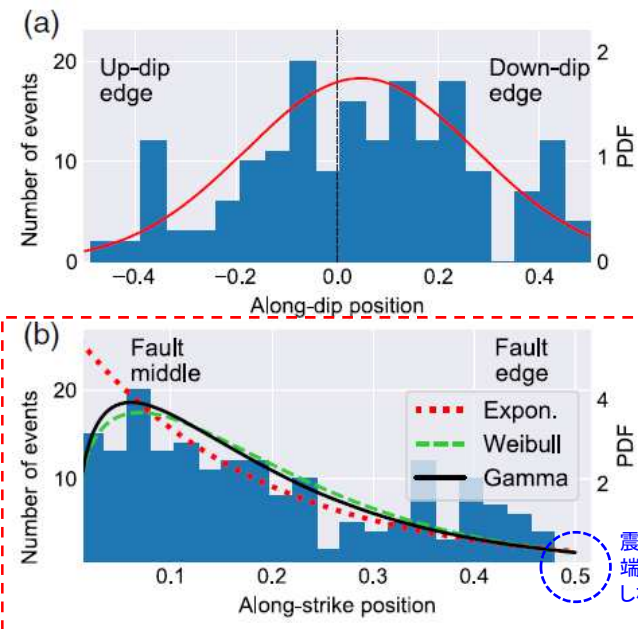 (a)
Up-dip
edge
Down-dip
edge
Number of events
20
10
0
2
1
0
PDF
−0.4 −0.2 0.0 0.2 0.4
Along-dip position
(b)
Fault
middle
Fault
edge
Expon.
Weibull
Gamma
Number of events
20
10
4
2
PDF
0.1 0.2 0.3 0.4 0.5
Along-strike position
震
端